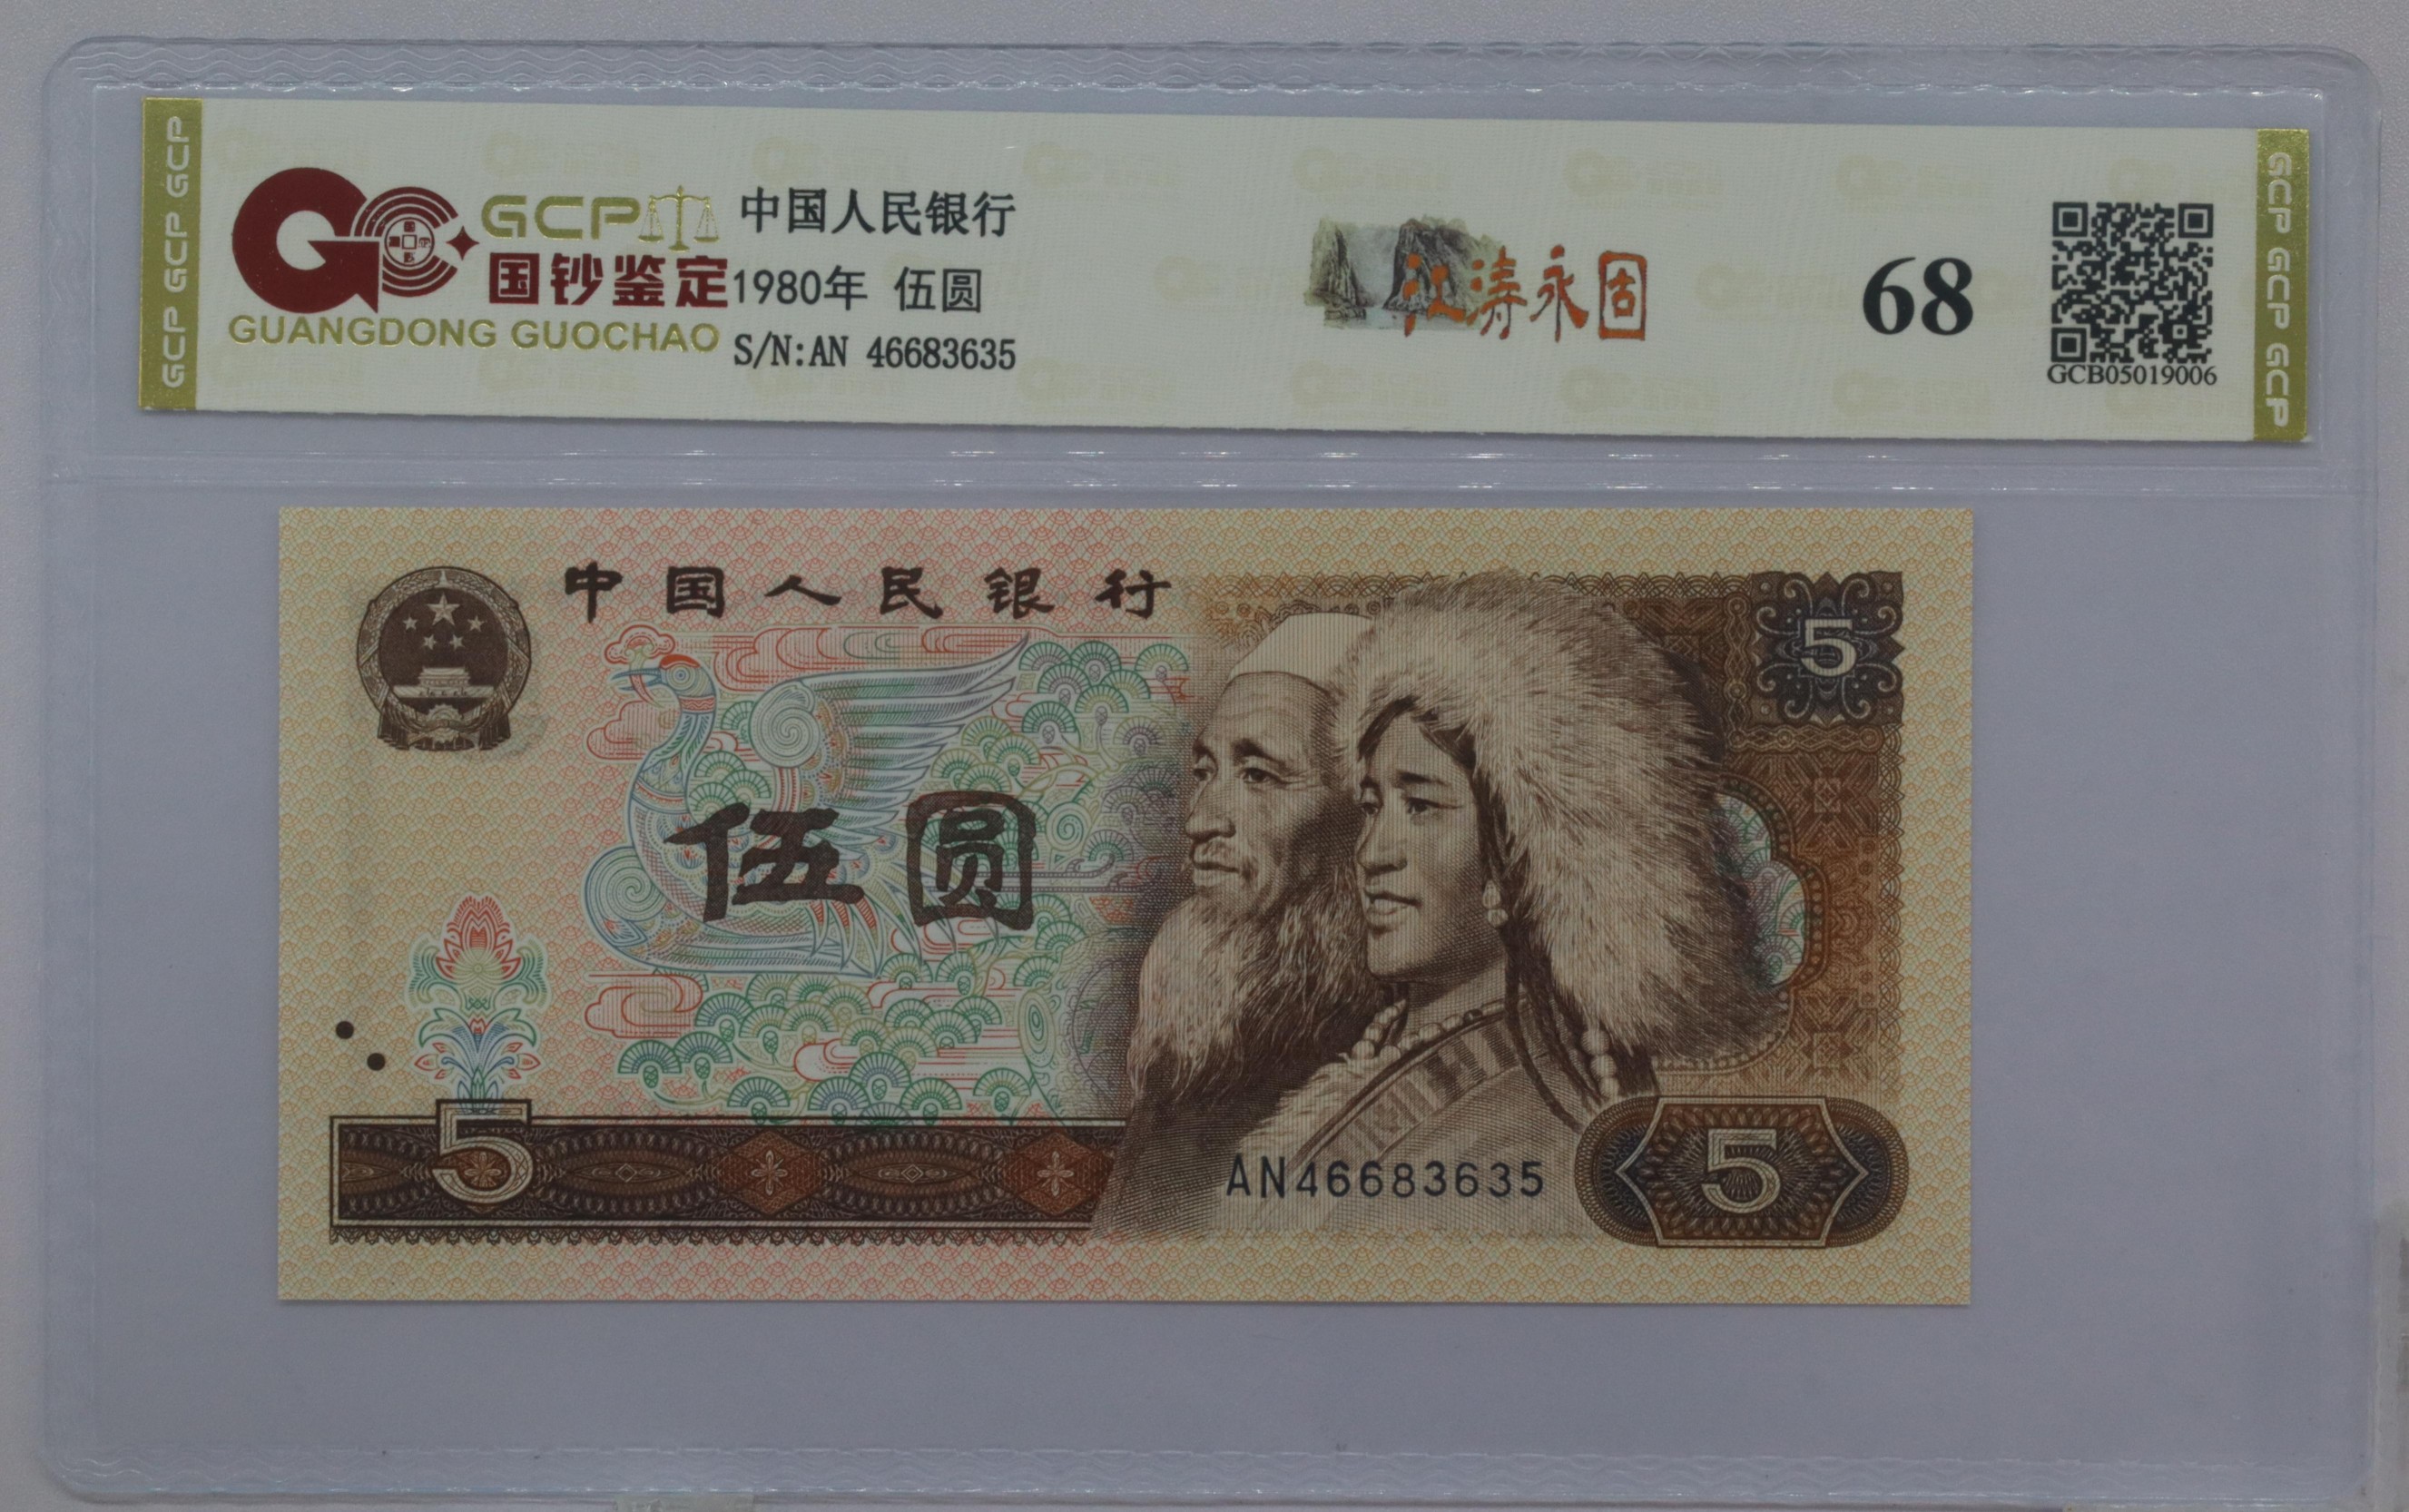 GCP GCP GCP
GCP
国钞鉴定
GUANGDONG GUOCHAO
中国人民银行
1980年 伍圆
S/N:AN 46683635
江涛永固
68
GCB05019006
GCP GCP GCP
中国人民银行
5
伍圆
5
AN46683635
5